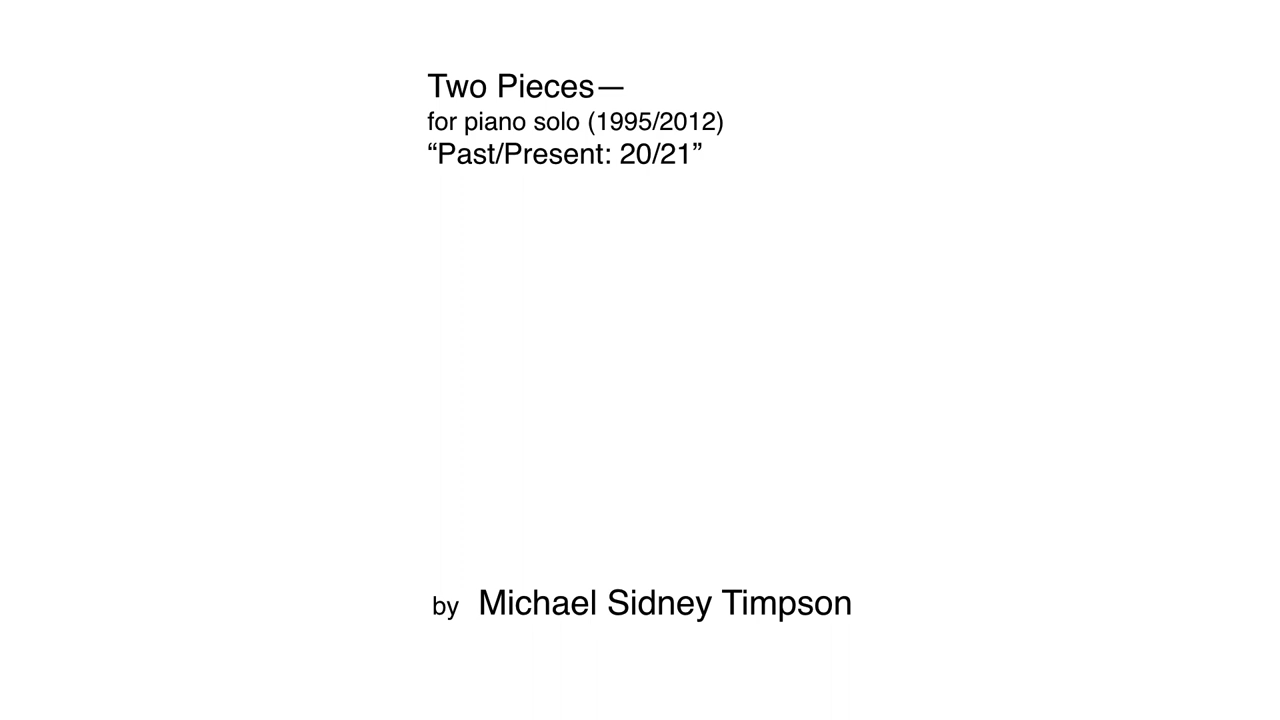 Two Pieces—
for piano solo (1995/2012)
“Past/Present: 20/21”
by Michael Sidney Timpson